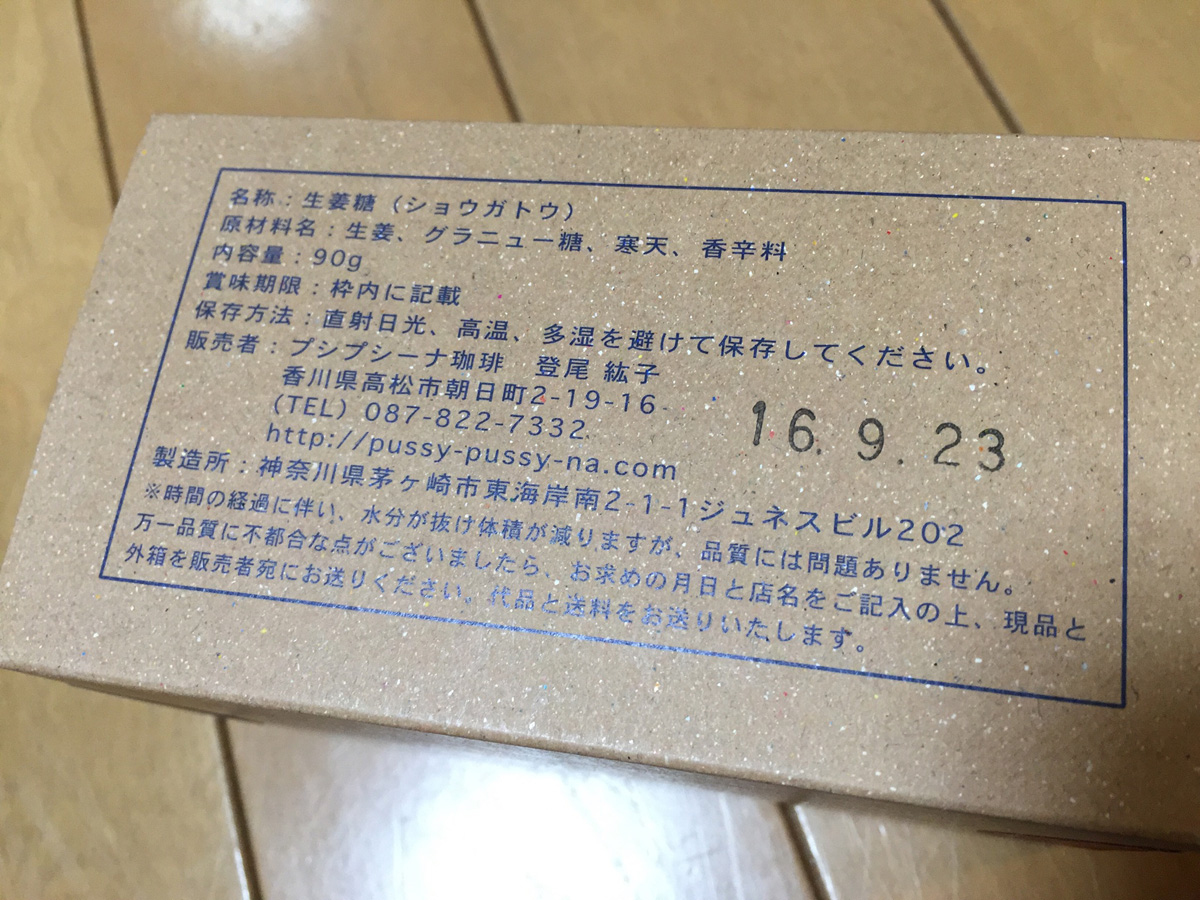 名称：生姜糖（ショウガトウ）
原材料名：生姜、グラニュー糖、寒天、香辛料
内容量：90g
賞味期限：枠内に記載
保存方法：直射日光、高温、多湿を避けて保存してください。
販売者：プシプシーナ珈琲　登尾 紘子
香川県高松市朝日町2-19-16
（TEL）087-822-7332
http://pussy-pussy-na.com
16.9.23
製造所：神奈川県茅ヶ崎市東海岸南2-1-1ジュネスビル202
※時間の経過に伴い、水分が抜け体積が減りますが、品質には問題ありません。
万一品質に不都合な点がございましたら、お求めの月日と店名をご記入の上、現品と
外箱を販売者宛にお送りください。代品と送料をお送りいたします。